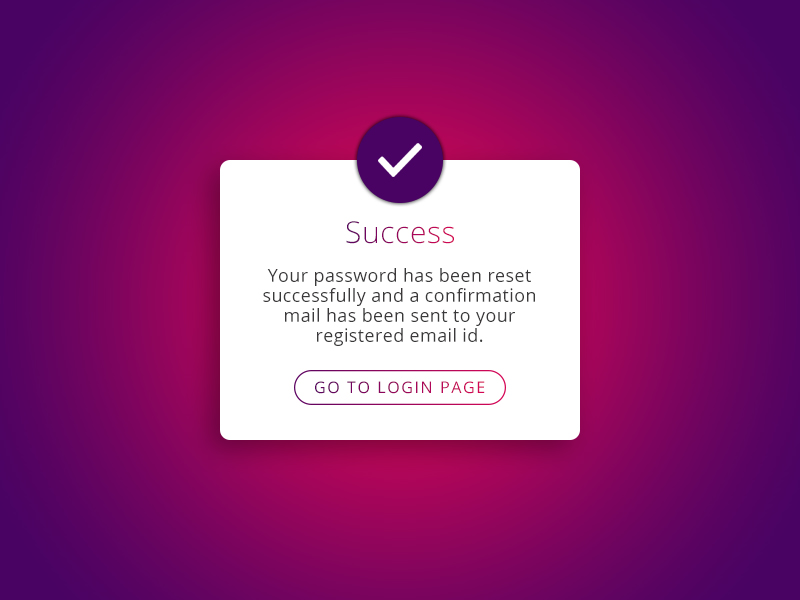 Success
Your password has been reset
successfully and a confirmation
mail has been sent to your
registered email id.
GO TO LOGIN PAGE